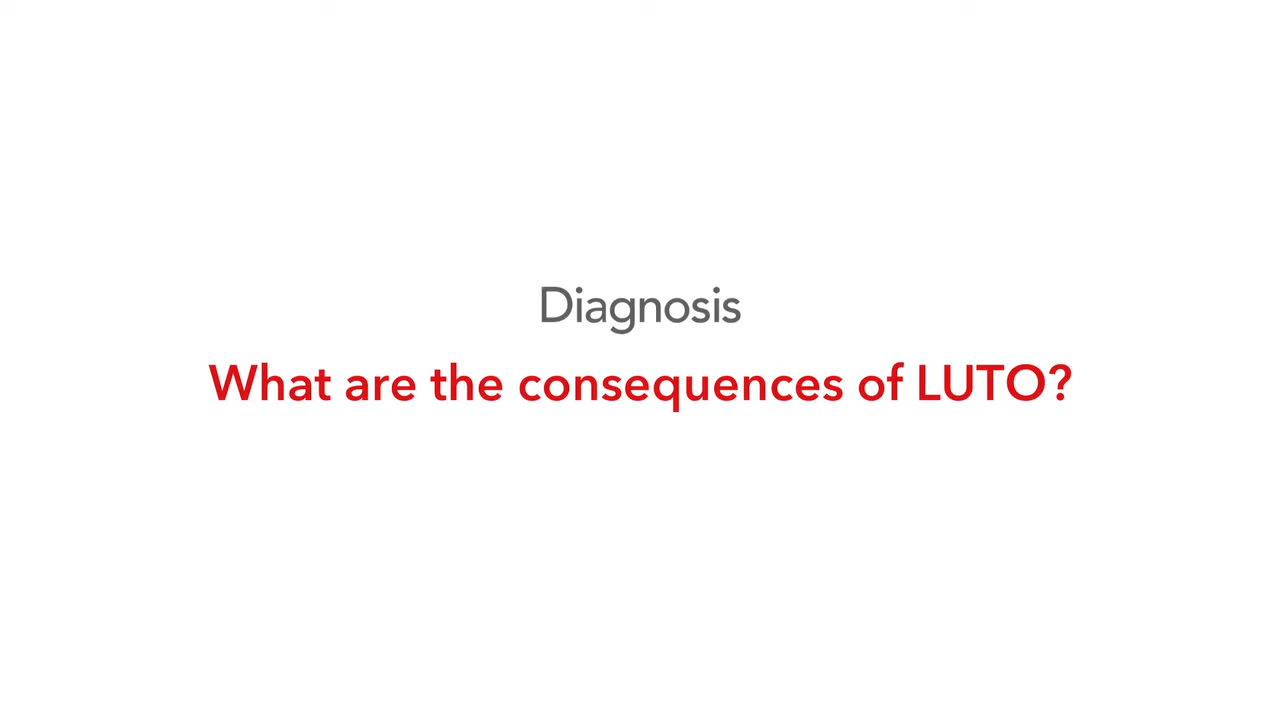 Diagnosis
What are the consequences of LUTO?